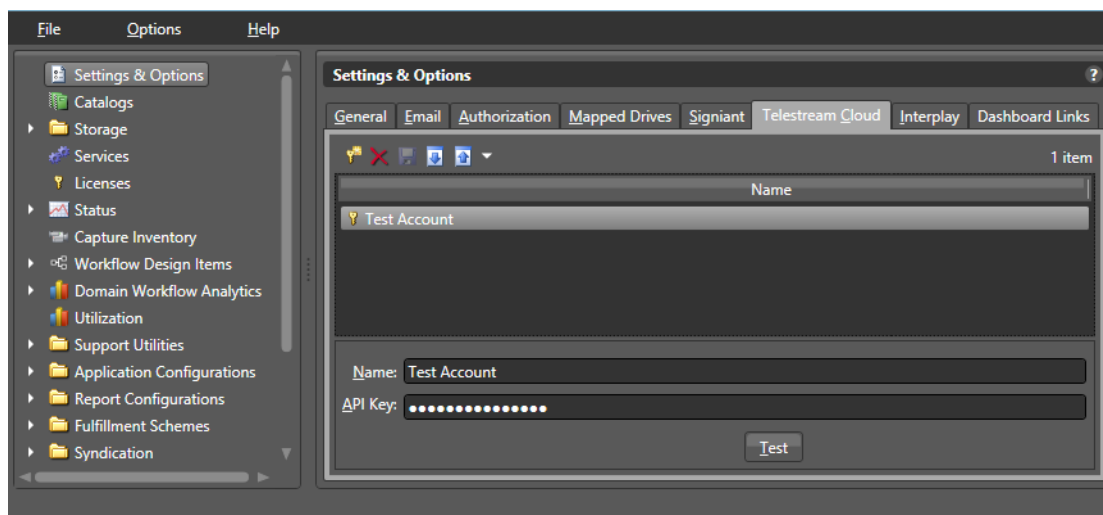 File Options Help
Settings & Options
Catalogs
Storage
Services
Licenses
Status
Capture Inventory
Workflow Design Items
Domain Workflow Analytics
Utilization
Support Utilities
Application Configurations
Report Configurations
Fulfillment Schemes
Syndication
Settings & Options ?
General Email Authorization Mapped Drives Signiant Telestream Cloud Interplay Dashboard Links
1 item
Name
Test Account
Name: Test Account
API Key: ●●●●●●●●●●●●●●●
Test